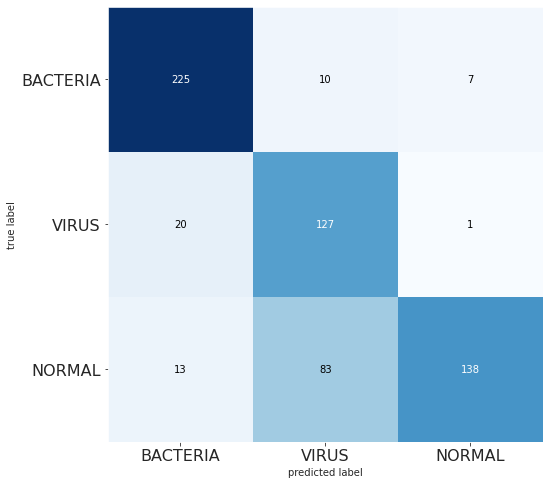 BACTERIA 225 10 7
VIRUS 20 127 1
NORMAL 13 83 138
BACTERIA VIRUS NORMAL
predicted label
true label